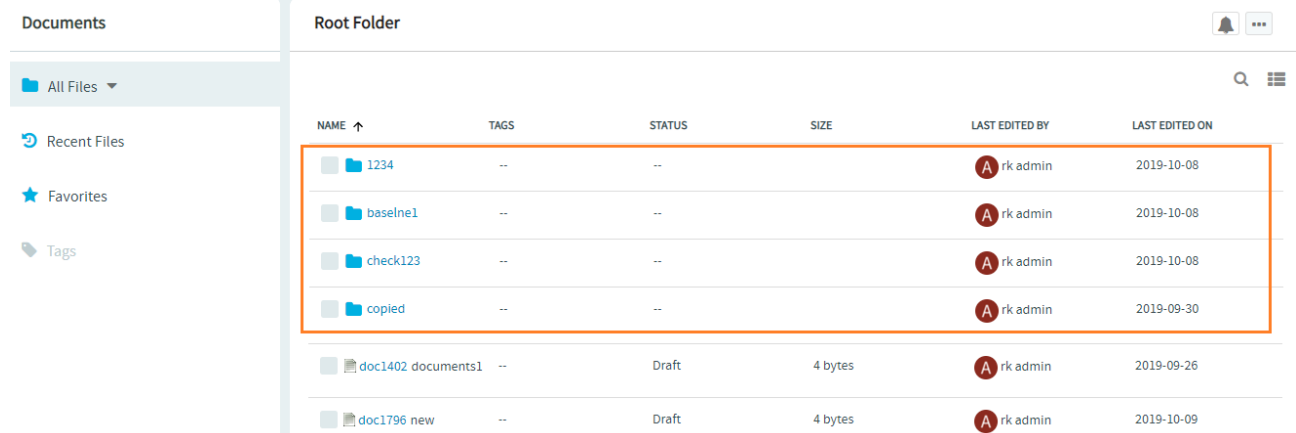 Documents
Root Folder
All Files
Recent Files
Favorites
Tags
NAME TAGS STATUS SIZE LAST EDITED BY LAST EDITED ON
1234 -- -- A rk admin 2019-10-08
baselne1 -- -- A rk admin 2019-10-08
check123 -- -- A rk admin 2019-10-08
copied -- -- A rk admin 2019-09-30
doc1402 documents1 -- Draft 4 bytes A rk admin 2019-09-26
doc1796 new -- Draft 4 bytes A rk admin 2019-10-09